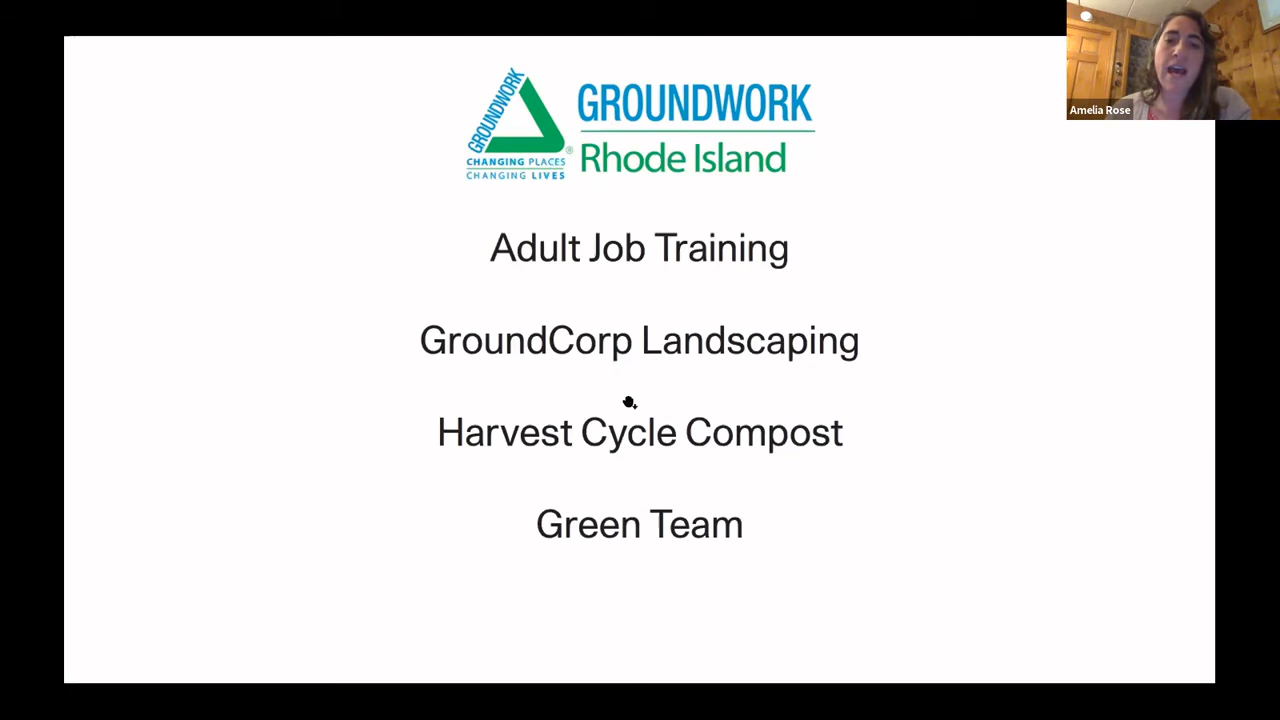 GROUNDWORK
CHANGING PLACES
CHANGING LIVES
®
GROUNDWORK
Rhode Island
Amelia Rose
Adult Job Training
GroundCorp Landscaping
Harvest Cycle Compost
Green Team